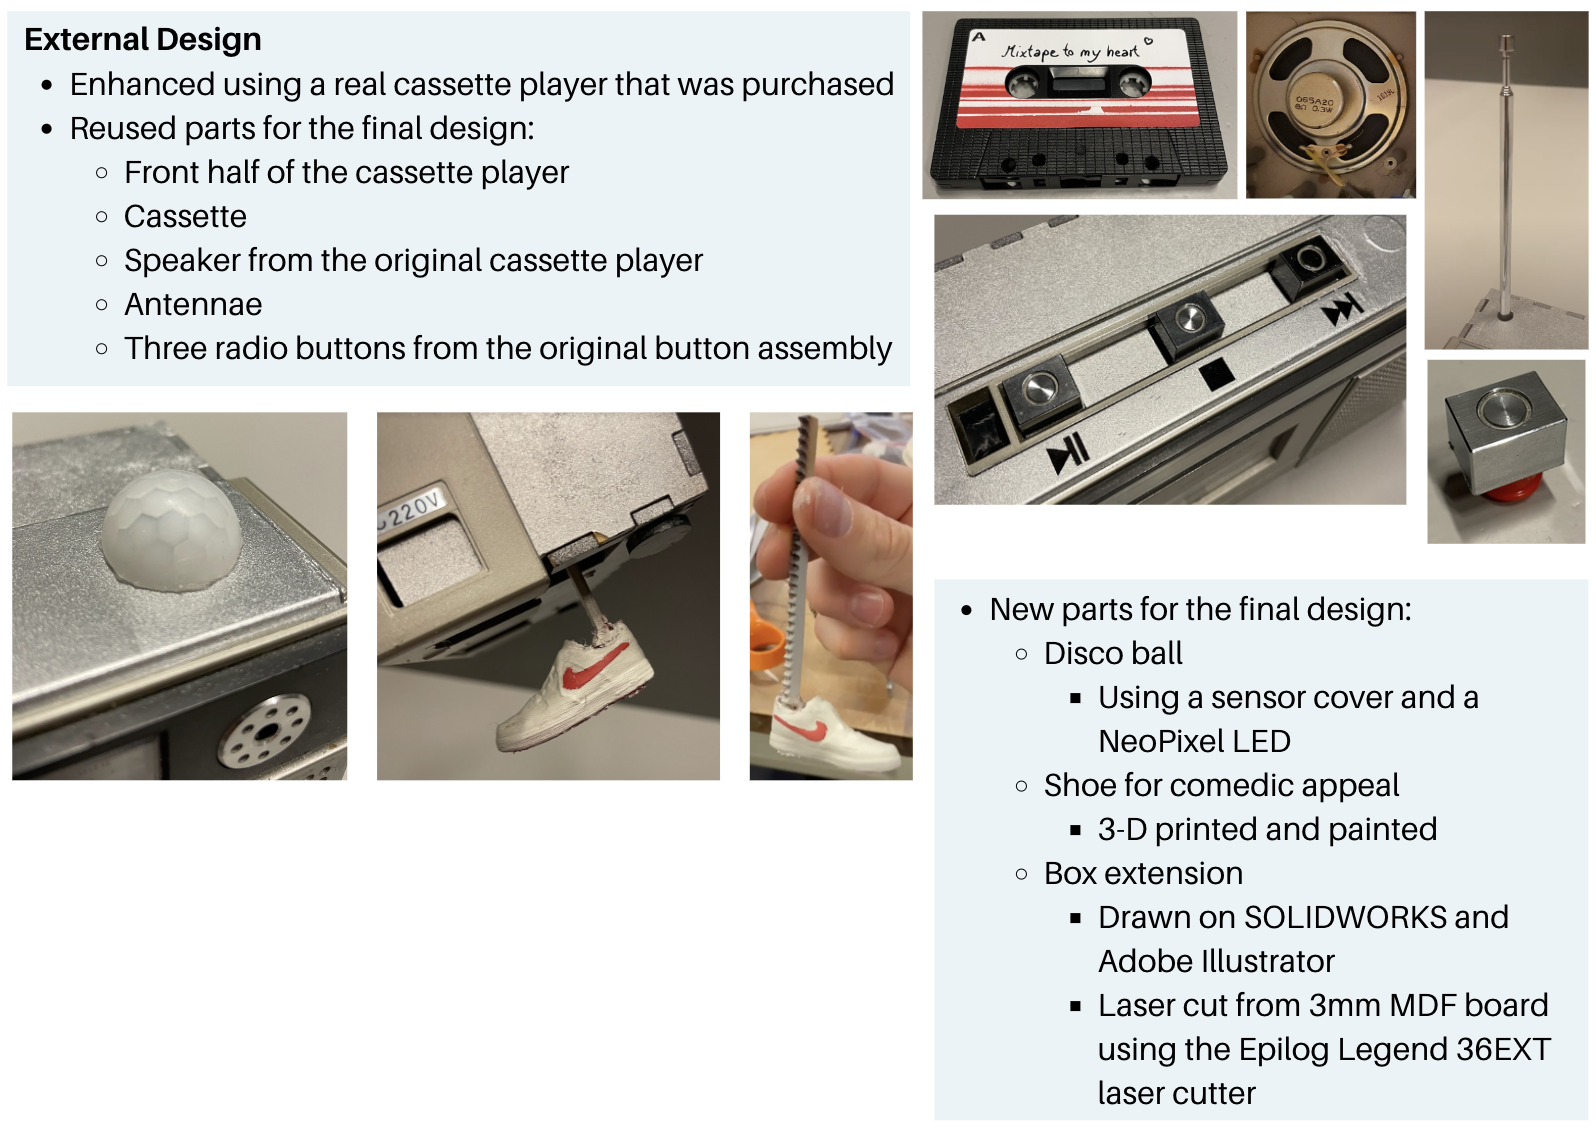 External Design
• Enhanced using a real cassette player that was purchased
• Reused parts for the final design:
○ Front half of the cassette player
○ Cassette
○ Speaker from the original cassette player
○ Antennae
○ Three radio buttons from the original button assembly
A
Mixtape to my heart
065A20
8Ω 0.3W
220V
• New parts for the final design:
○ Disco ball
▪ Using a sensor cover and a
NeoPixel LED
○ Shoe for comedic appeal
▪ 3-D printed and painted
○ Box extension
▪ Drawn on SOLIDWORKS and
Adobe Illustrator
▪ Laser cut from 3mm MDF board
using the Epilog Legend 36EXT
laser cutter